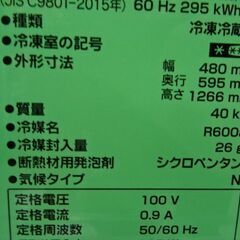 (JIS C9801-2015年) 60 Hz 295 kWh
●種類 冷凍冷蔵
●冷凍室の記号
●外形寸法 幅 480 m
奥行 595 m
高さ 1266 m
●質量 40 k
●冷媒名 R600
●冷媒封入量 26 g
●断熱材用発泡剤 シクロペンタン
●気候タイプ N
定格電圧 100 V
定格電流 0.9 A
定格周波数 50/60 Hz